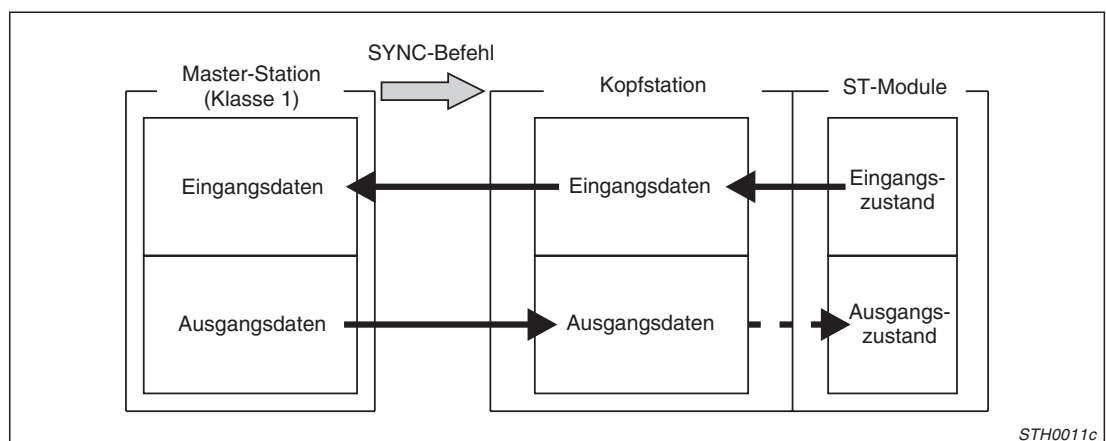 SYNC-Befehl
Master-Station
(Klasse 1)
Kopfstation
ST-Module
Eingangsdaten
Eingangsdaten
Eingangs-
zustand
Ausgangsdaten
Ausgangsdaten
Ausgangs-
zustand
STH0011c